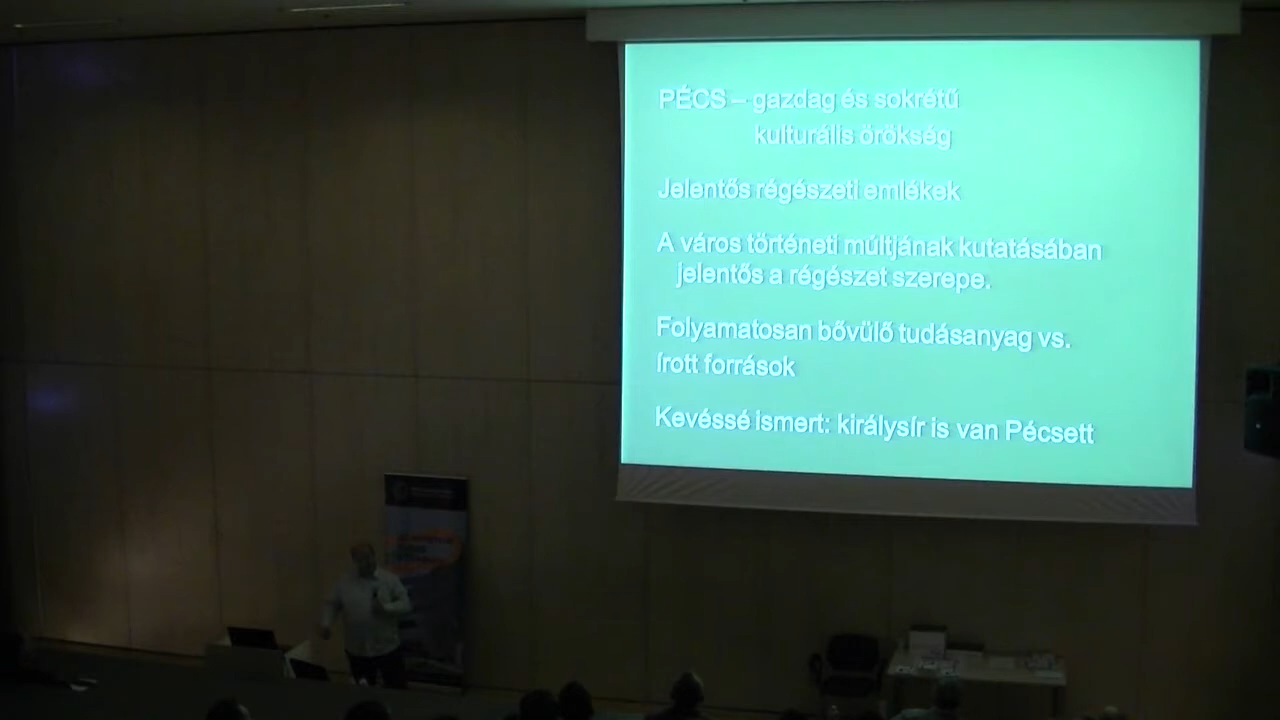 PÉCS – gazdag és sokrétű
kulturális örökség
Jelentős régészeti emlékek
A város történeti múltjának kutatásában
jelentős a régészet szerepe.
Folyamatosan bővülő tudásanyag vs.
írott források
Kevéssé ismert: királysír is van Pécsett